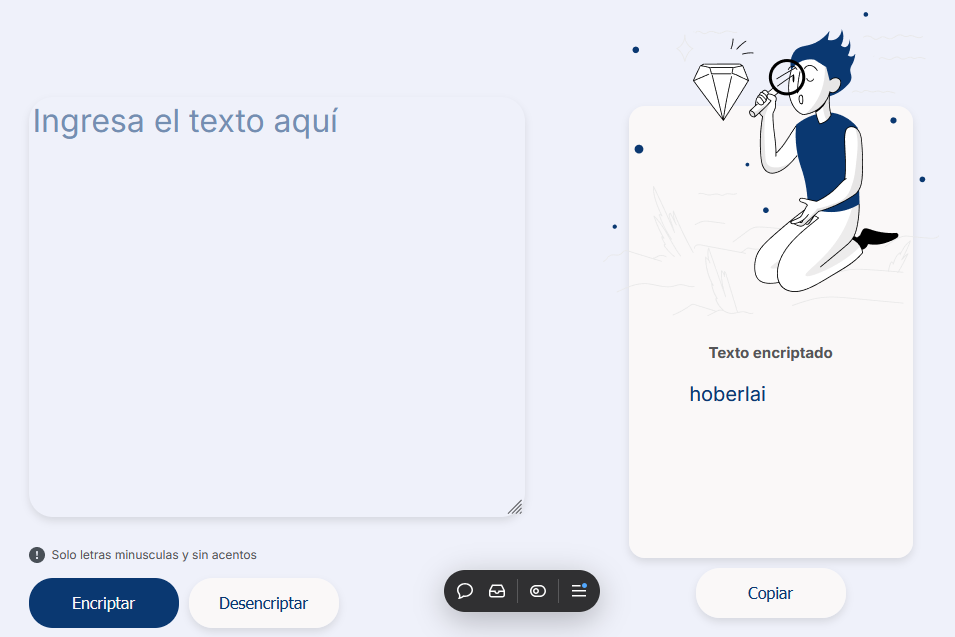 Ingresa el texto aquí
Texto encriptado
hoberlai
Solo letras minusculas y sin acentos
Encriptar
Desencriptar
Copiar